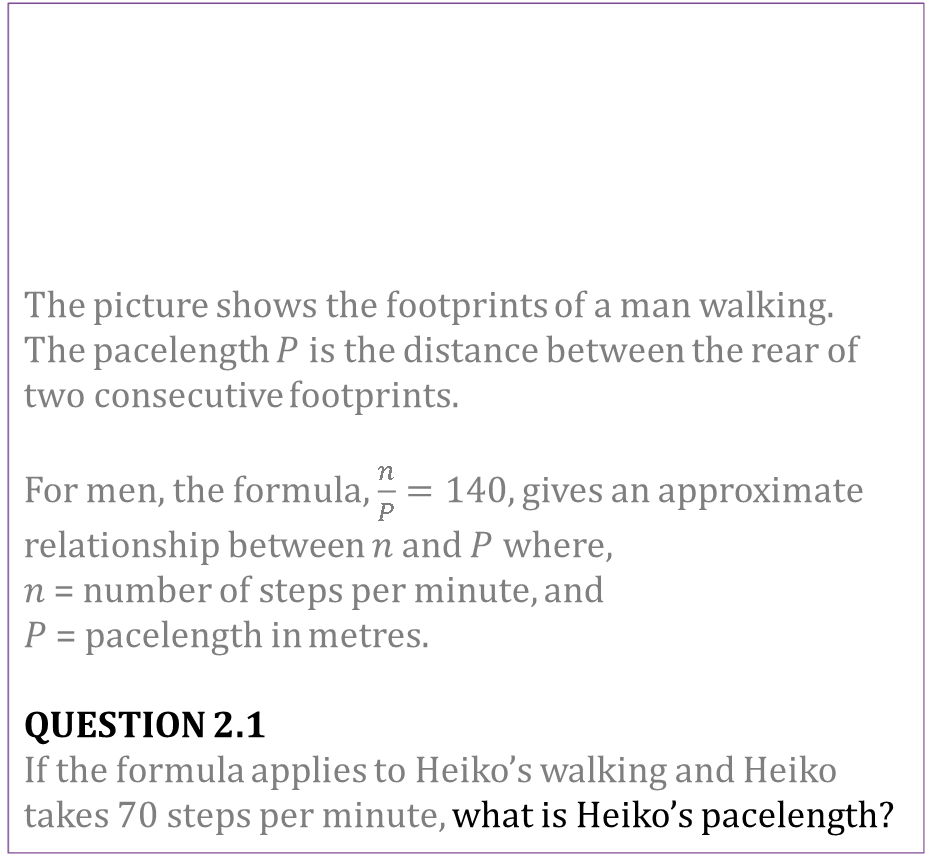 The picture shows the footprints of a man walking.
The pacelength P is the distance between the rear of
two consecutive footprints.
For men, the formula, n/P = 140, gives an approximate
relationship between n and P where,
n = number of steps per minute, and
P = pacelength in metres.
QUESTION 2.1
If the formula applies to Heiko’s walking and Heiko
takes 70 steps per minute, what is Heiko’s pacelength?